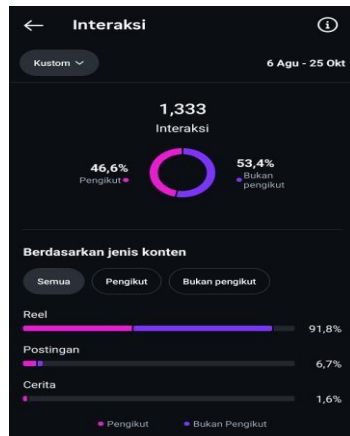 Interaksi
Kustom
6 Agu - 25 Okt
1,333
Interaksi
46,6%
Pengikut
53,4%
Bukan
pengikut
Berdasarkan jenis konten
Semua
Pengikut
Bukan pengikut
Reel
91,8%
Postingan
6,7%
Cerita
1,6%
Pengikut
Bukan Pengikut